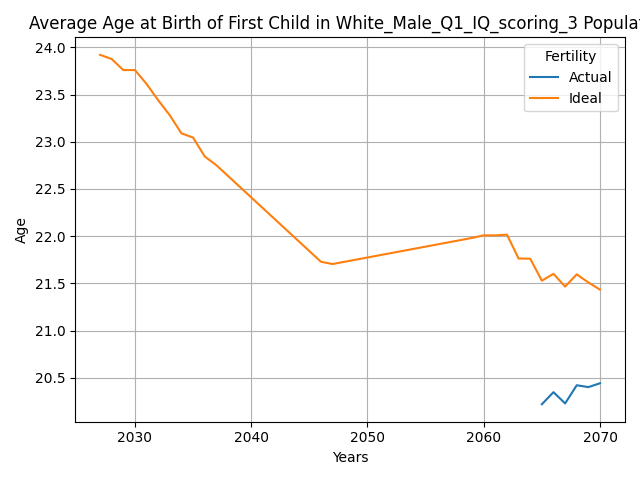 Average Age at Birth of First Child in White_Male_Q1_IQ_scoring_3 Populat
Fertility
Actual
Ideal
24.0
23.5
23.0
22.5
22.0
21.5
21.0
20.5
Age
2030 2040 2050 2060 2070
Years